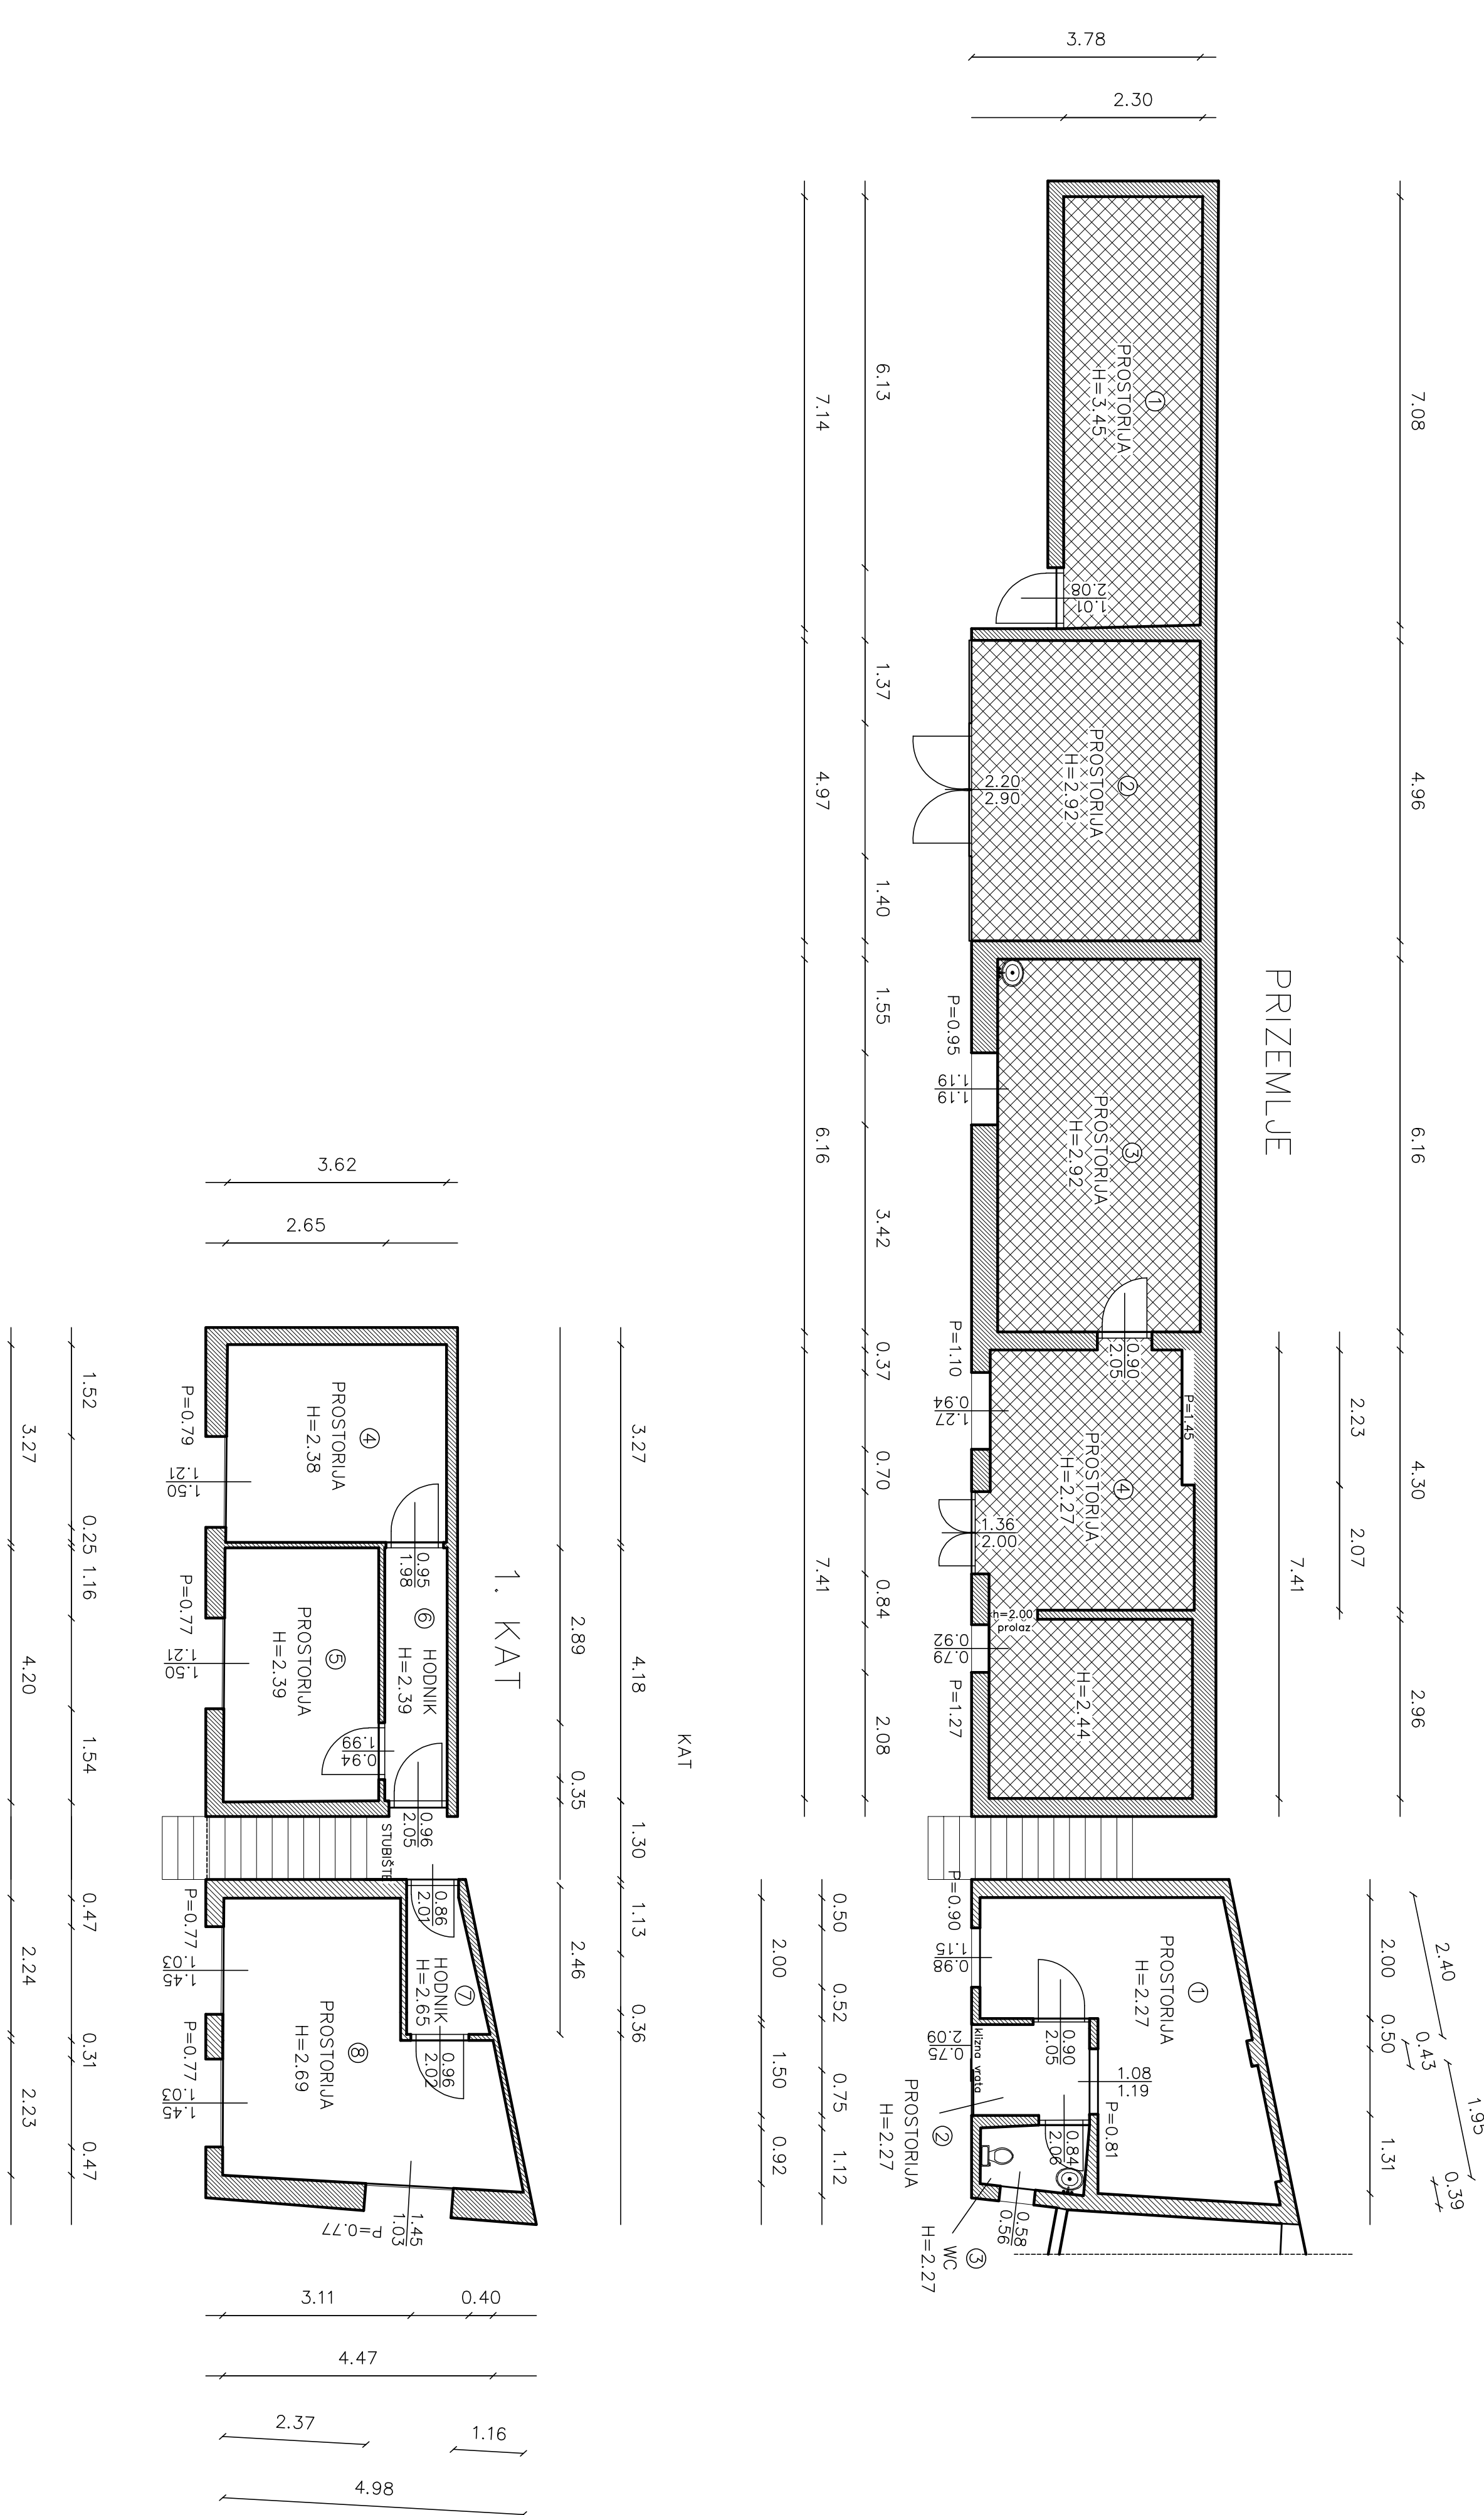 PRIZEMLJE
3.78
2.30
7.08
4.96
6.16
4.30
2.96
2.23
2.07
7.41
1
PROSTORIJA
H=3.45
1.01
2.08
2
PROSTORIJA
H=2.92
2.20
2.90
3
PROSTORIJA
H=2.92
P=0.95
1.19
1.19
0.90
2.05
P=1.45
4
PROSTORIJA
H=2.27
P=1.10
0.94
1.27
1.36
2.00
h=2.00
prolaz
0.92
0.79
P=1.27
H=2.44
6.13
1.37
1.40
1.55
3.42
0.37
0.70
0.84
2.08
7.14
4.97
6.16
7.41
2.40
0.43
1.95
0.39
2.00
0.50
1.31
1
PROSTORIJA
H=2.27
P=0.90
1.15
0.98
0.90
2.05
1.08
1.19
P=0.81
klizna vrata
0.75
2.09
0.84
2.06
0.58
0.56
2
PROSTORIJA
H=2.27
3
WC
H=2.27
0.50
0.52
0.75
1.12
2.00
1.50
0.92
KAT
1. KAT
3.62
2.65
3.27
4.18
1.30
1.13
0.36
2.89
0.35
2.46
4
PROSTORIJA
H=2.38
P=0.79
1.21
1.50
0.95
1.98
6
HODNIK
H=2.39
5
PROSTORIJA
H=2.39
P=0.77
1.21
1.50
0.94
1.99
0.96
2.05
STUBIŠTE
0.86
2.01
7
HODNIK
H=2.65
0.96
2.02
8
PROSTORIJA
H=2.69
P=0.77
1.03
1.45
P=0.77
1.03
1.45
1.45
1.03
P=0.77
1.52
0.25
1.16
1.54
0.47
0.31
0.47
3.27
4.20
2.24
2.23
3.11
0.40
4.47
2.37
1.16
4.98